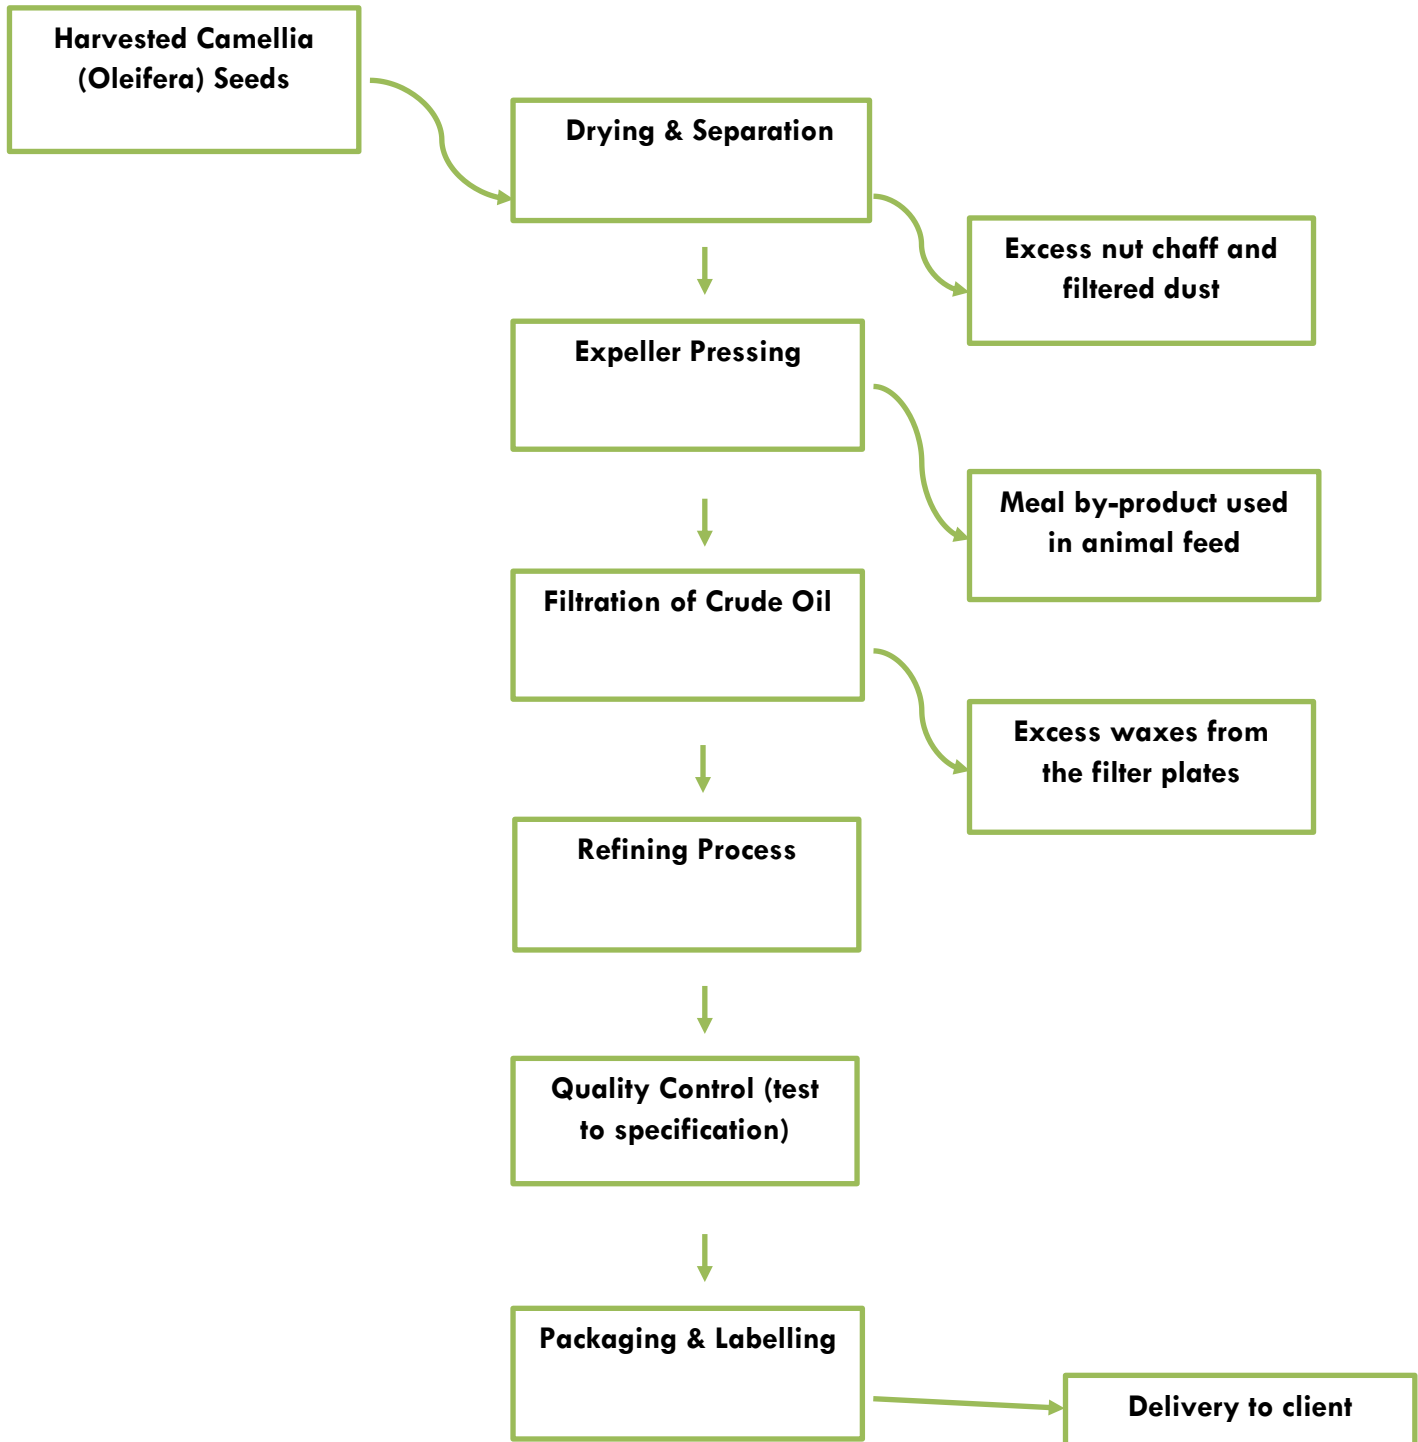 Harvested Camellia
(Oleifera) Seeds
Drying & Separation
Excess nut chaff and
filtered dust
Expeller Pressing
Meal by-product used
in animal feed
Filtration of Crude Oil
Excess waxes from
the filter plates
Refining Process
Quality Control (test
to specification)
Packaging & Labelling
Delivery to client